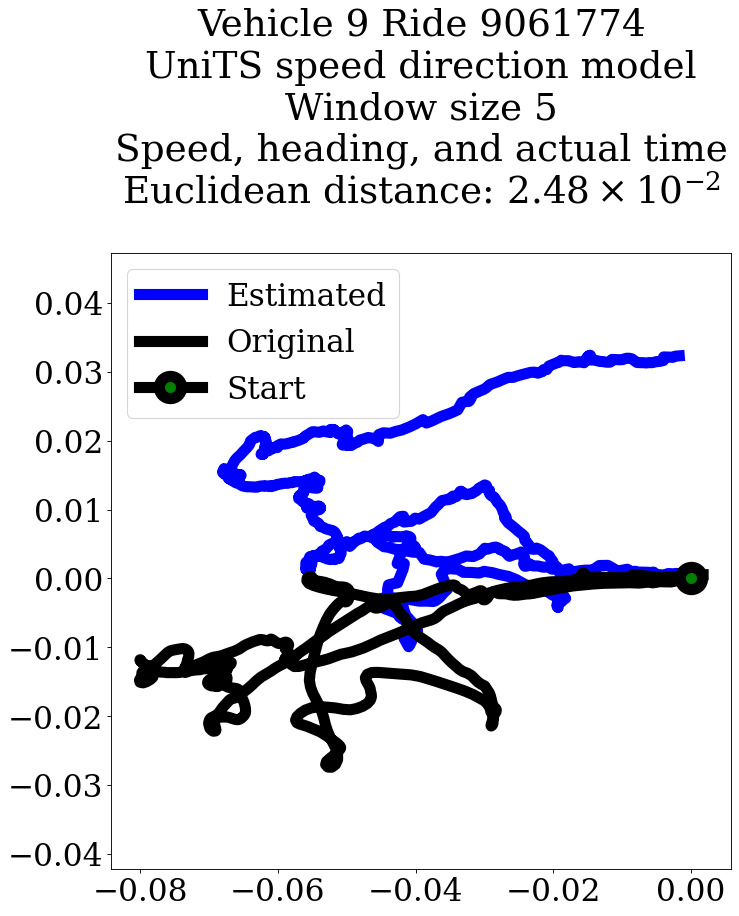 Vehicle 9 Ride 9061774
UniTS speed direction model
Window size 5
Speed, heading, and actual time
Euclidean distance: 2.48 × 10⁻²
Estimated
Original
Start
0.04
0.03
0.02
0.01
0.00
−0.01
−0.02
−0.03
−0.04
−0.08 −0.06 −0.04 −0.02 0.00